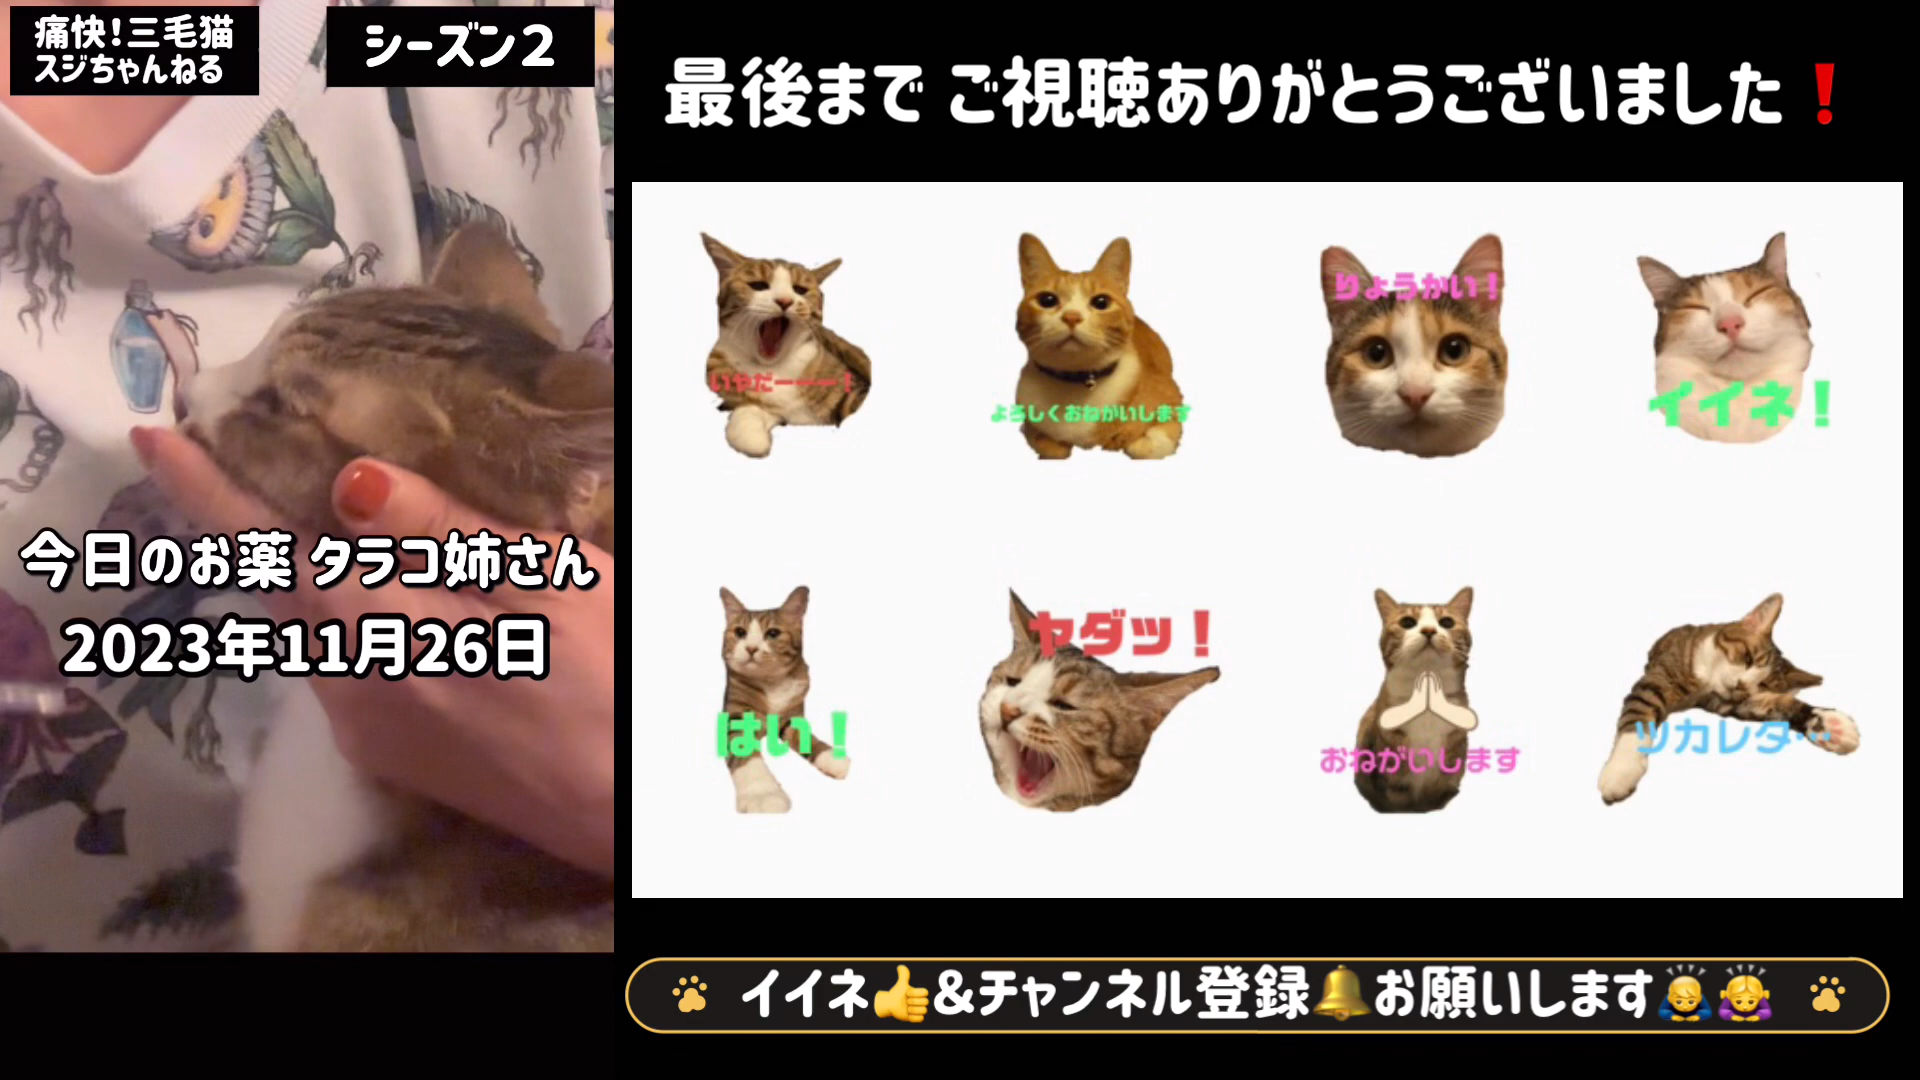 痛快!三毛猫
スジちゃんねる
シーズン2
今日のお薬 タラコ姉さん
2023年11月26日
最後まで ご視聴ありがとうございました❗
いやだーーー!
よろしくおねがいします
りょうかい!
イイネ!
はい!
ヤダッ!
おねがいします
ツカレタ…
イイネ👍&チャンネル登録🔔お願いします🙇‍♂️🙇‍♀️